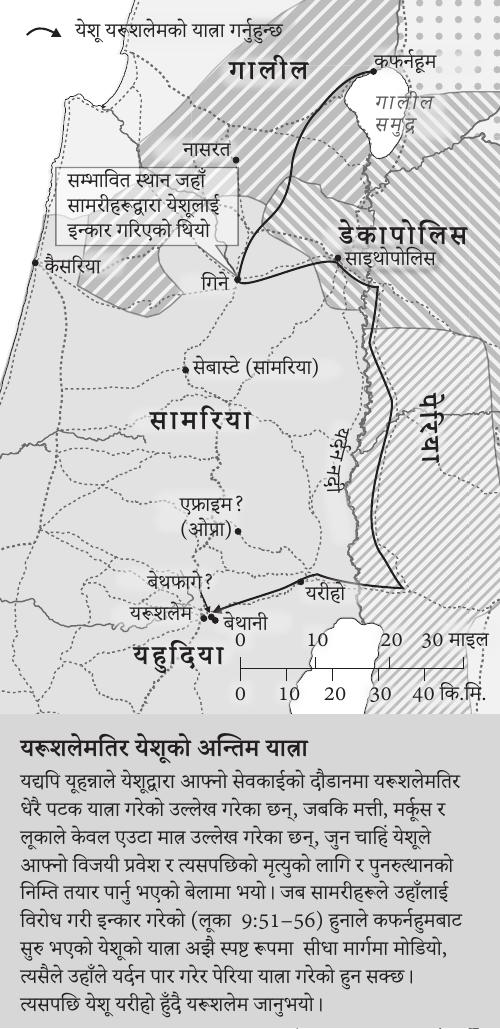 येशू यरूशलेमको यात्रा गर्नुहुन्छ
गालील
कफर्नहूम
गालील
समुद्र
नासरत
सम्भावित स्थान जहाँ
सामरीहरूद्वारा येशूलाई
इन्कार गरिएको थियो
डेकापोलिस
साइथोपोलिस
कैसरिया
गिने
सेबास्टे (सामरिया)
सामरिया
पेरिया
यर्दन नदी
एफ्राइम?
(ओप्रा)
बेथफागे?
यरीहो
यरूशलेम
बेथानी
यहुदिया
0 10 20 30 माइल
0 10 20 30 40 कि.मि.
यरूशलेमतिर येशूको अन्तिम यात्रा
यद्यपि यूहन्नाले येशूद्वारा आफ्नो सेवकाईको दौडानमा यरूशलेमतिर
धेरै पटक यात्रा गरेको उल्लेख गरेका छन्, जबकि मत्ती, मर्कूस र
लूकाले केवल एउटा मात्र उल्लेख गरेका छन्, जुन चाहिं येशूले
आफ्नो विजयी प्रवेश र त्यसपछिको मृत्युको लागि र पुनरुत्थानको
निम्ति तयार पार्नु भएको बेलामा भयो। जब सामरीहरूले उहाँलाई
विरोध गरी इन्कार गरेको (लूका 9:51–56) हुनाले कफर्नहुमबाट
सुरु भएको येशूको यात्रा अझै स्पष्ट रूपमा सीधा मार्गमा मोडियो,
त्यसैले उहाँले यर्दन पार गरेर पेरिया यात्रा गरेको हुन सक्छ।
त्यसपछि येशू यरीहो हुँदै यरूशलेम जानुभयो।